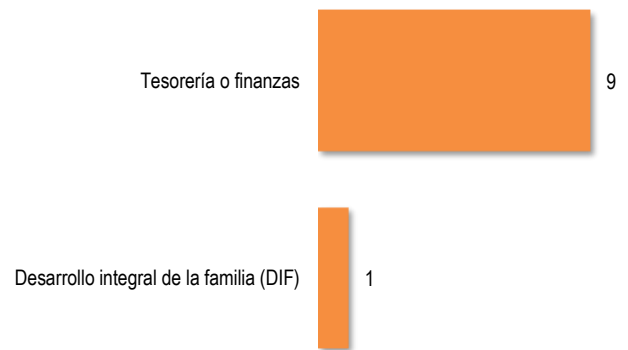 Tesorería o finanzas 9
Desarrollo integral de la familia (DIF) 1